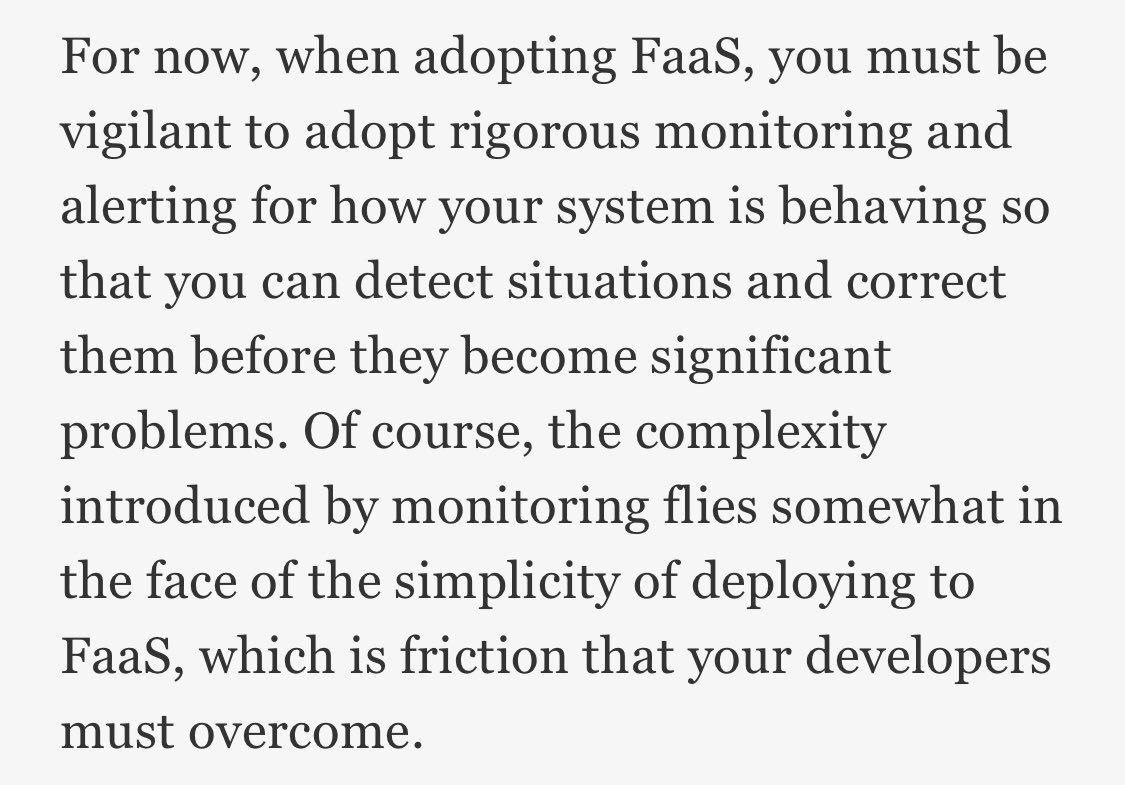 For now, when adopting FaaS, you must be
vigilant to adopt rigorous monitoring and
alerting for how your system is behaving so
that you can detect situations and correct
them before they become significant
problems. Of course, the complexity
introduced by monitoring flies somewhat in
the face of the simplicity of deploying to
FaaS, which is friction that your developers
must overcome.